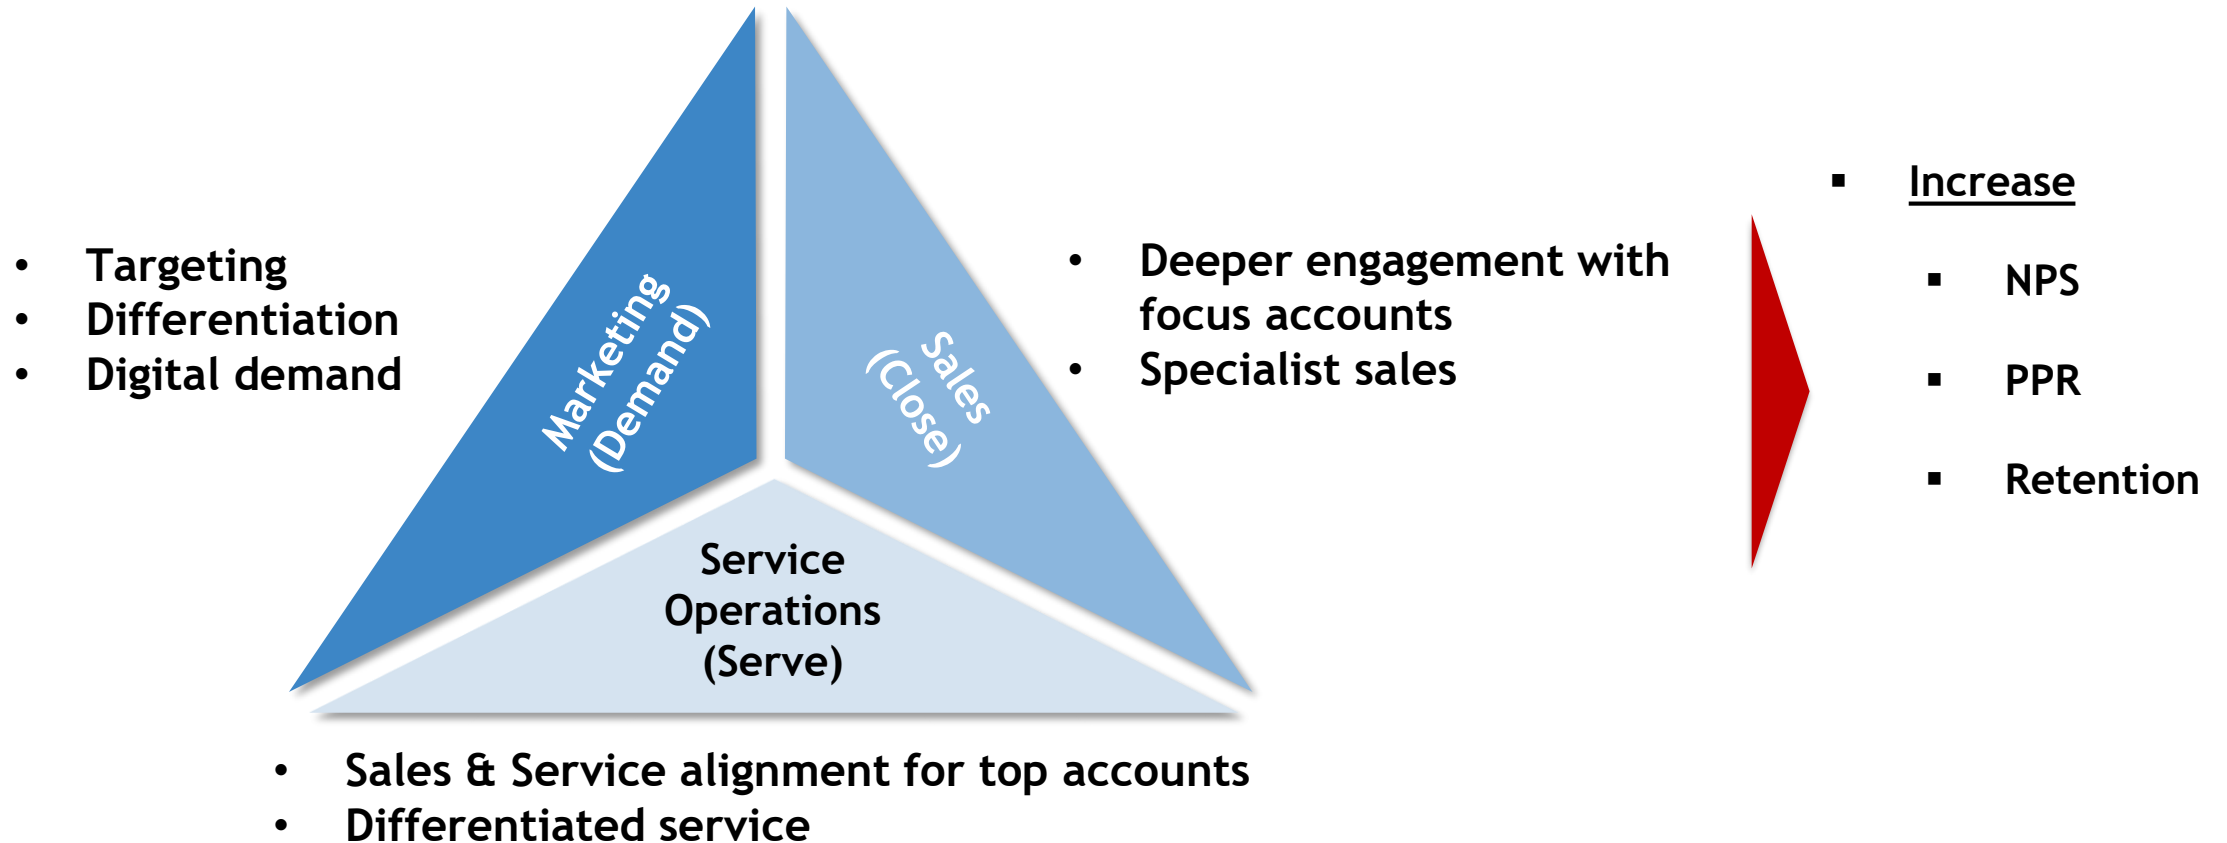 • Targeting
• Differentiation
• Digital demand
Marketing
(Demand)
Sales
(Close)
• Deeper engagement with
focus accounts
• Specialist sales
Service
Operations
(Serve)
• Sales & Service alignment for top accounts
• Differentiated service
▪ Increase
▪ NPS
▪ PPR
▪ Retention